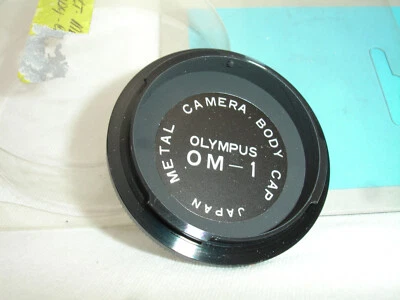 METAL CAMERA BODY CAP
OLYMPUS
OM-1
JAPAN